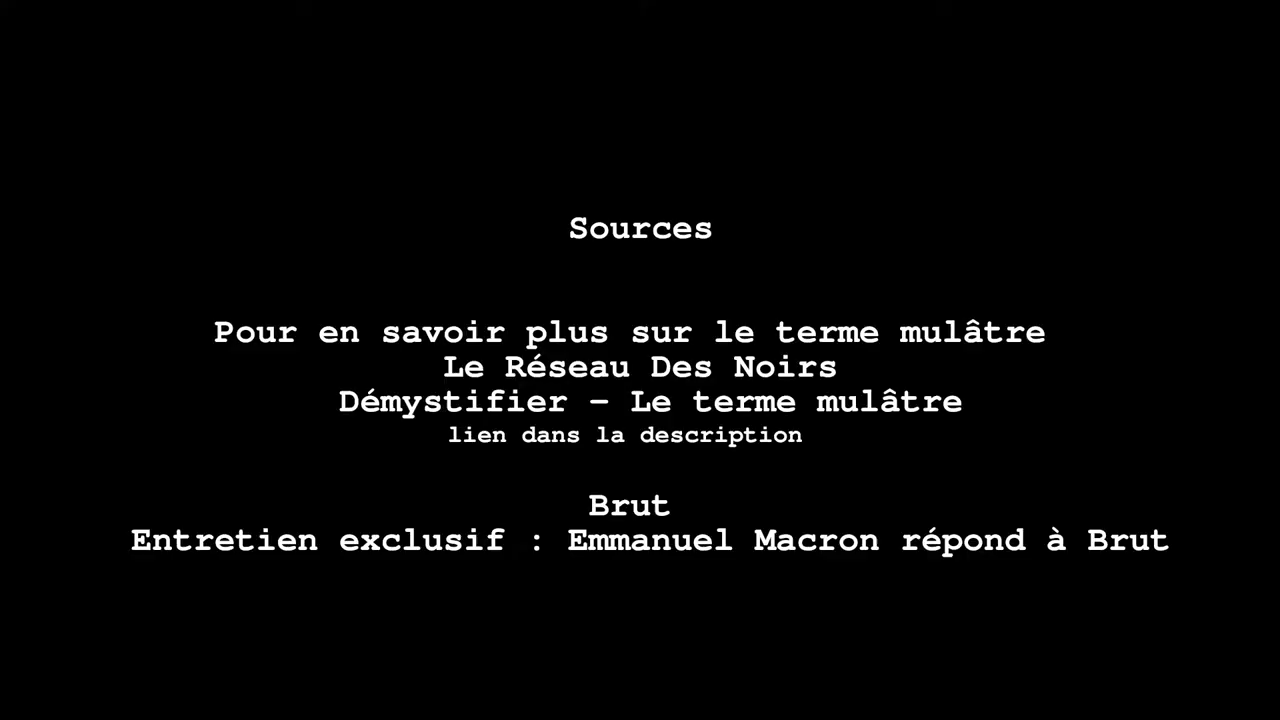 Sources
Pour en savoir plus sur le terme mulâtre
Le Réseau Des Noirs
Démystifier - Le terme mulâtre
lien dans la description
Brut
Entretien exclusif : Emmanuel Macron répond à Brut